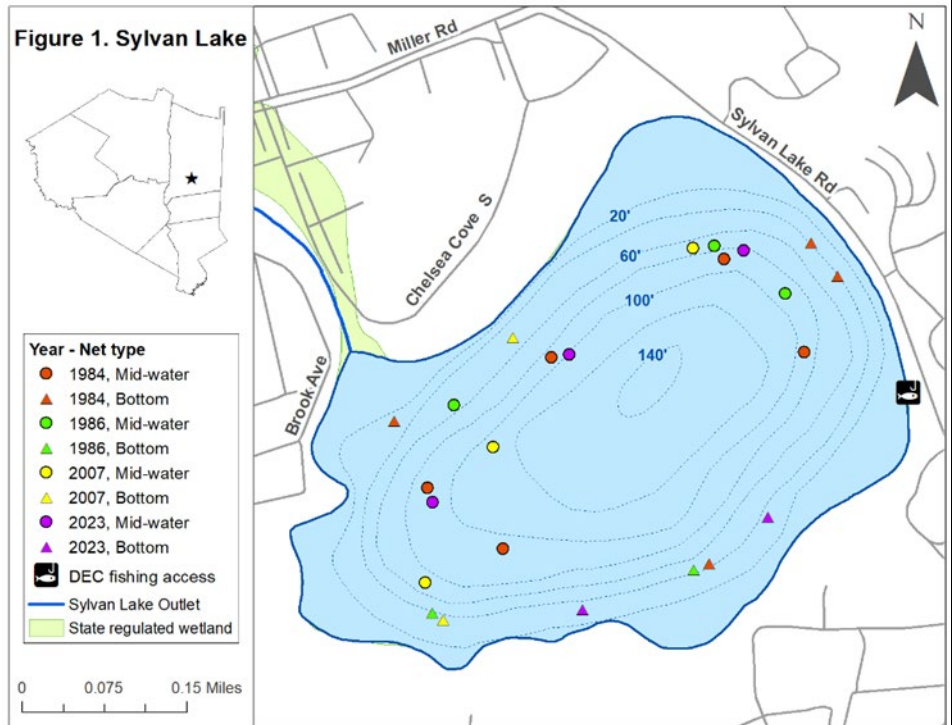 Figure 1. Sylvan Lake
N
Miller Rd
Sylvan Lake Rd
Chelsea Cove S
Brook Ave
20'
60'
100'
140'
Year - Net type
1984, Mid-water
1984, Bottom
1986, Mid-water
1986, Bottom
2007, Mid-water
2007, Bottom
2023, Mid-water
2023, Bottom
DEC fishing access
Sylvan Lake Outlet
State regulated wetland
0 0.075 0.15 Miles